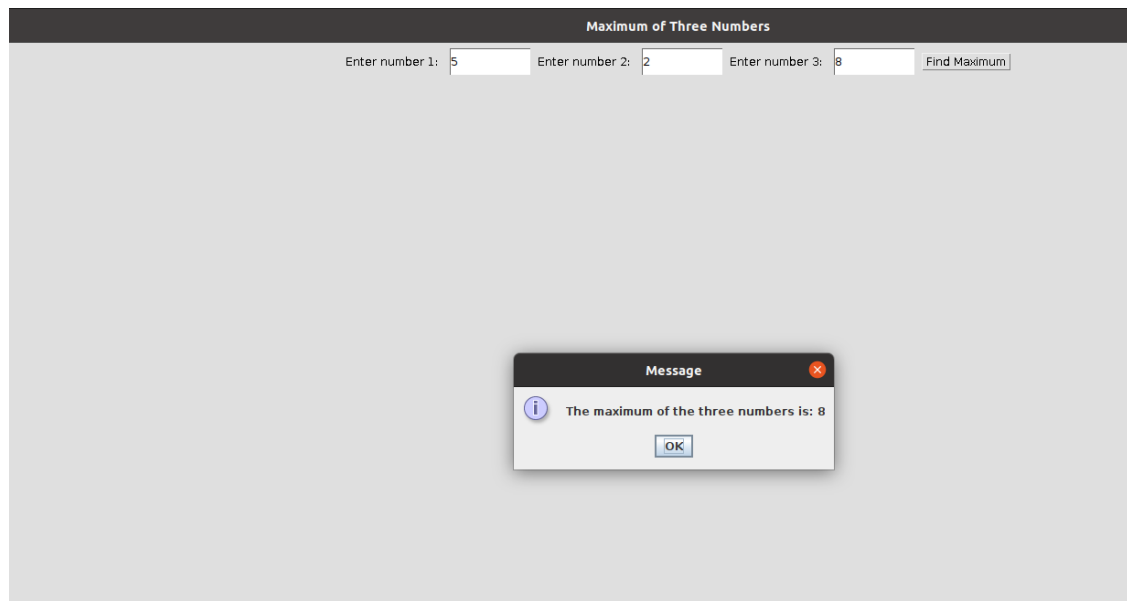 Maximum of Three Numbers
Enter number 1: 5 Enter number 2: 2 Enter number 3: 8 Find Maximum
Message
i The maximum of the three numbers is: 8
OK